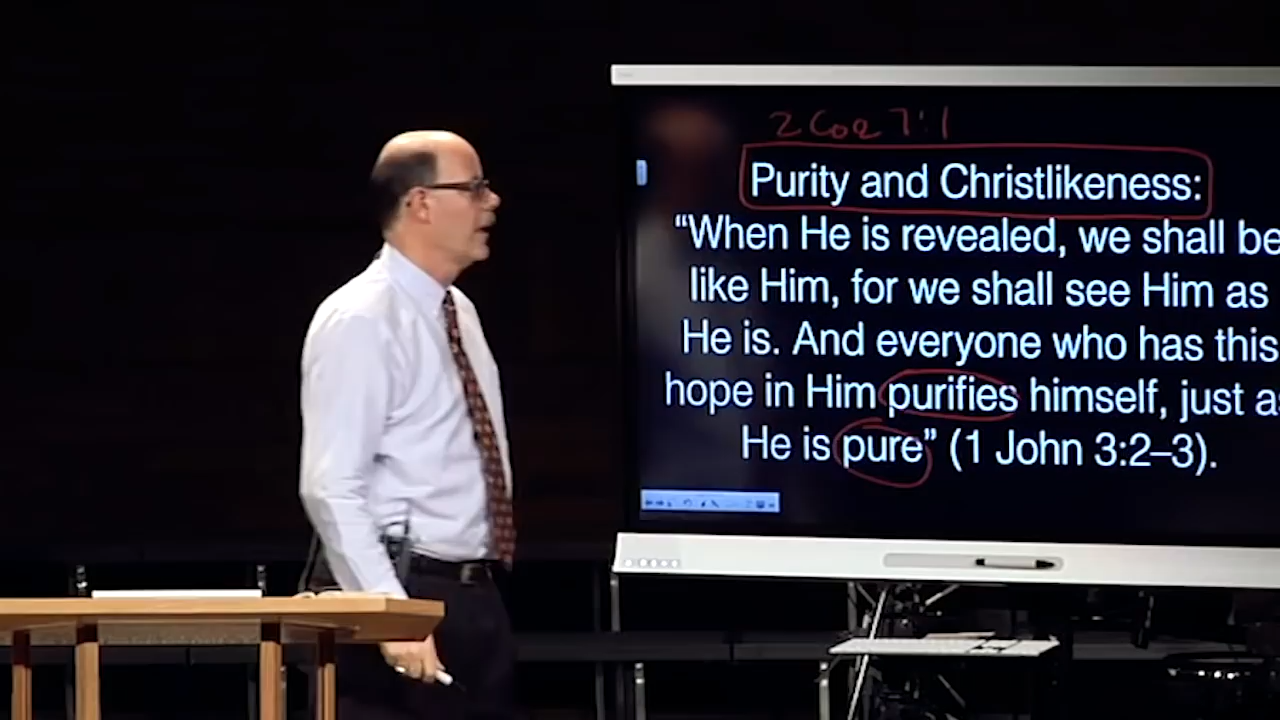 2 Cor 7:1
Purity and Christlikeness:
“When He is revealed, we shall be
like Him, for we shall see Him as
He is. And everyone who has this
hope in Him purifies himself, just as
He is pure” (1 John 3:2–3).